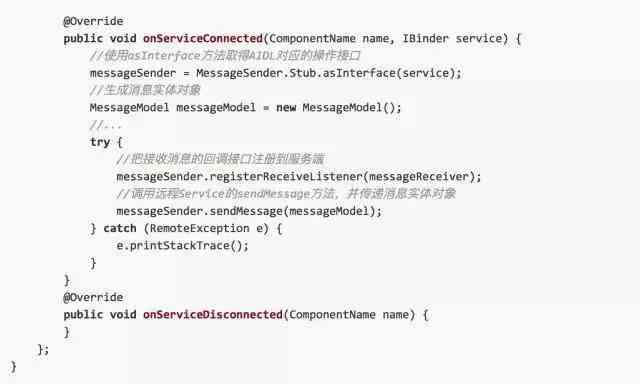 @Override
public void onServiceConnected(ComponentName name, IBinder service) {
//使用asInterface方法取得AIDL对应的操作接口
messageSender = MessageSender.Stub.asInterface(service);
//生成消息实体对象
MessageModel messageModel = new MessageModel();
//...
try {
//把接收消息的回调接口注册到服务端
messageSender.registerReceiveListener(messageReceiver);
//调用远程Service的sendMessage方法，并传递消息实体对象
messageSender.sendMessage(messageModel);
} catch (RemoteException e) {
e.printStackTrace();
}
}
@Override
public void onServiceDisconnected(ComponentName name) {
}
};
}